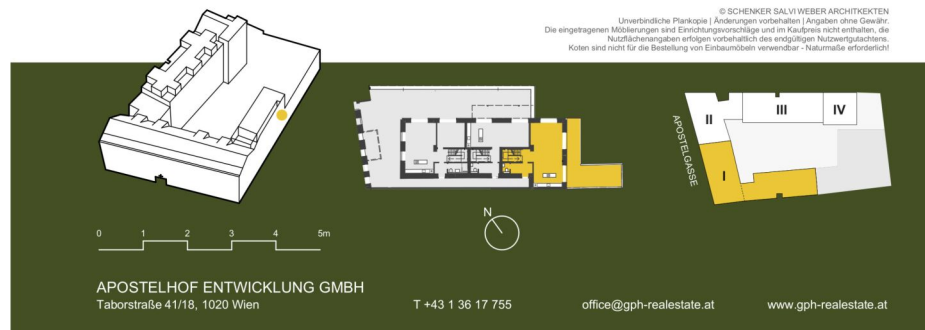 © SCHENKER SALVI WEBER ARCHITKEKTEN
Unverbindliche Plankopie | Änderungen vorbehalten | Angaben ohne Gewähr.
Die eingetragenen Möblierungen sind Einrichtungsvorschläge und im Kaufpreis nicht enthalten, die
Nutzflächenangaben erfolgen vorbehaltlich des endgültigen Nutzwertgutachtens.
Koten sind nicht für die Bestellung von Einbaumöbeln verwendbar - Naturmaße erforderlich!
II
III
IV
APOSTELGASSE
I
N
0 1 2 3 4 5m
APOSTELHOF ENTWICKLUNG GMBH
Taborstraße 41/18, 1020 Wien
T +43 1 36 17 755
office@gph-realestate.at
www.gph-realestate.at